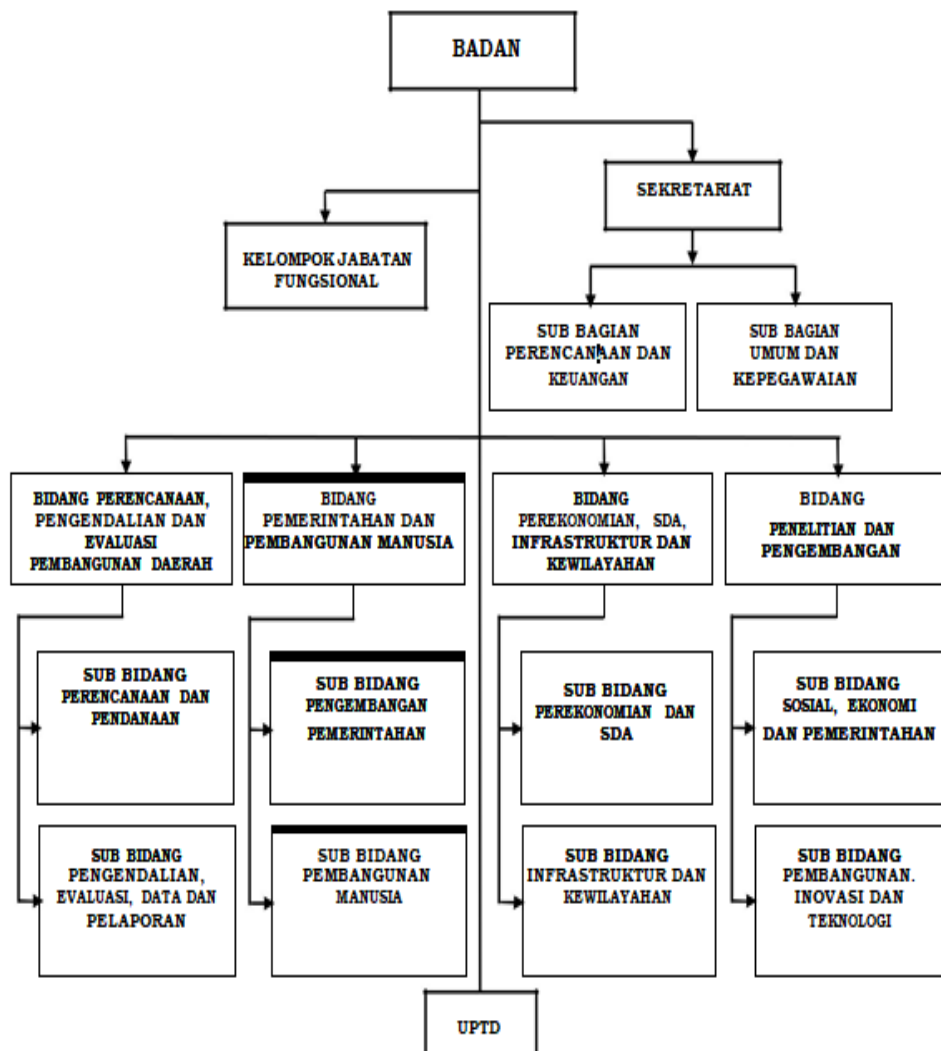 BADAN
SEKRETARIAT
KELOMPOK JABATAN
FUNGSIONAL
SUB BAGIAN
PERENCANAAN DAN
KEUANGAN
SUB BAGIAN
UMUM DAN
KEPEGAWAIAN
BIDANG PERENCANAAN,
PENGENDALIAN DAN
EVALUASI
PEMBANGUNAN DAERAH
BIDANG
PEMERINTAHAN DAN
PEMBANGUNAN MANUSIA
BIDANG
PEREKONOMIAN, SDA,
INFRASTRUKTUR DAN
KEWILAYAHAN
BIDANG
PENELITIAN DAN
PENGEMBANGAN
SUB BIDANG
PERENCANAAN DAN
PENDANAAN
SUB BIDANG
PENGEMBANGAN
PEMERINTAHAN
SUB BIDANG
PEREKONOMIAN DAN
SDA
SUB BIDANG
SOSIAL, EKONOMI
DAN PEMERINTAHAN
SUB BIDANG
PENGENDALIAN,
EVALUASI, DATA DAN
PELAPORAN
SUB BIDANG
PEMBANGUNAN
MANUSIA
SUB BIDANG
INFRASTRUKTUR DAN
KEWILAYAHAN
SUB BIDANG
PEMBANGUNAN.
INOVASI DAN
TEKNOLOGI
UPTD